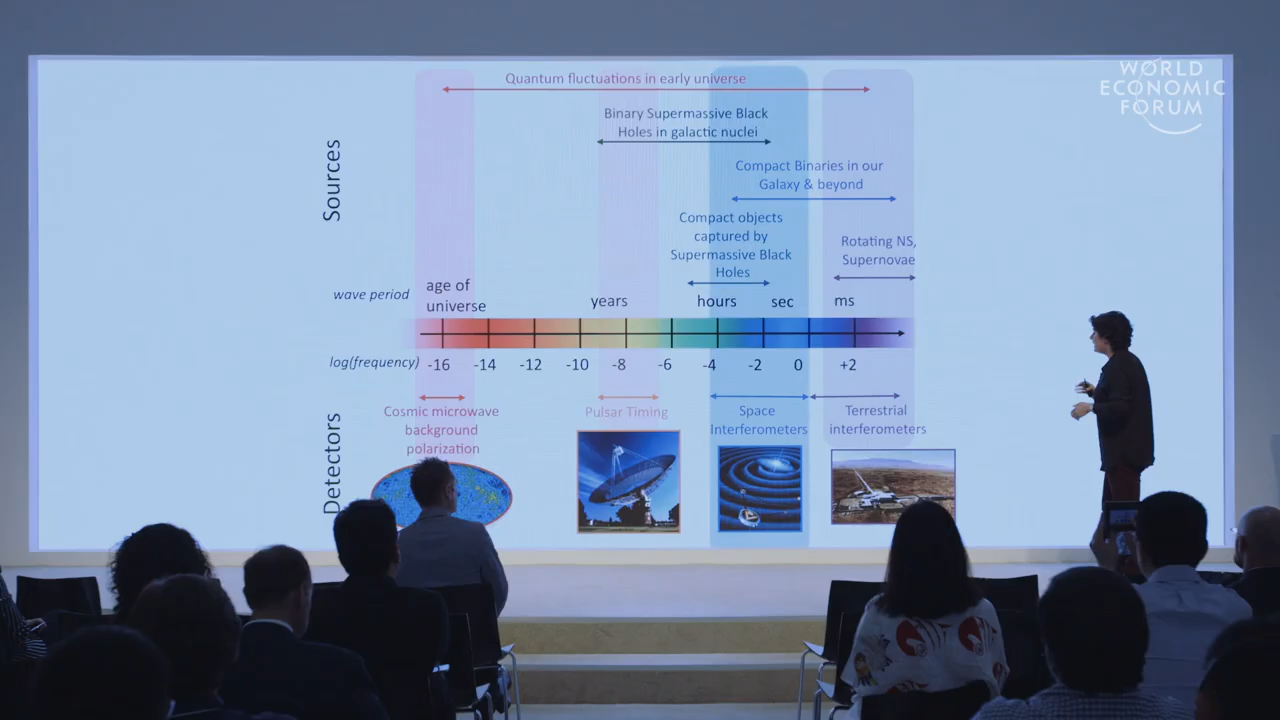 WORLD
ECONOMIC
FORUM
Quantum fluctuations in early universe
Binary Supermassive Black
Holes in galactic nuclei
Compact Binaries in our
Galaxy & beyond
Compact objects
captured by
Supermassive Black
Holes
Rotating NS,
Supernovae
Sources
wave period
age of
universe
years
hours
sec
ms
log(frequency)
-16
-14
-12
-10
-8
-6
-4
-2
0
+2
Detectors
Cosmic microwave
background
polarization
Pulsar Timing
Space
Interferometers
Terrestrial
interferometers